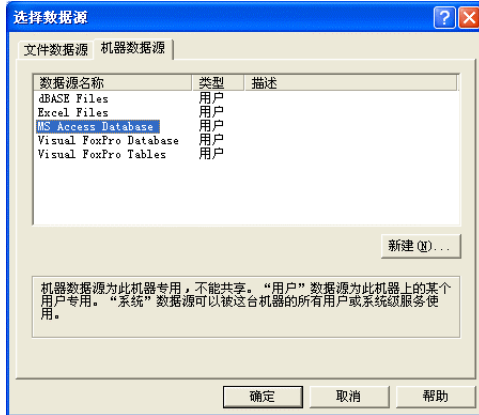 选择数据源
文件数据源 机器数据源
数据源名称 类型 描述
dBASE Files 用户
Excel Files 用户
MS Access Database 用户
Visual FoxPro Database 用户
Visual FoxPro Tables 用户
新建(N)...
机器数据源为此机器专用，不能共享。“用户”数据源为此机器上的某个
用户专用。“系统”数据源可以被这台机器的所有用户或系统级服务使
用。
确定 取消 帮助